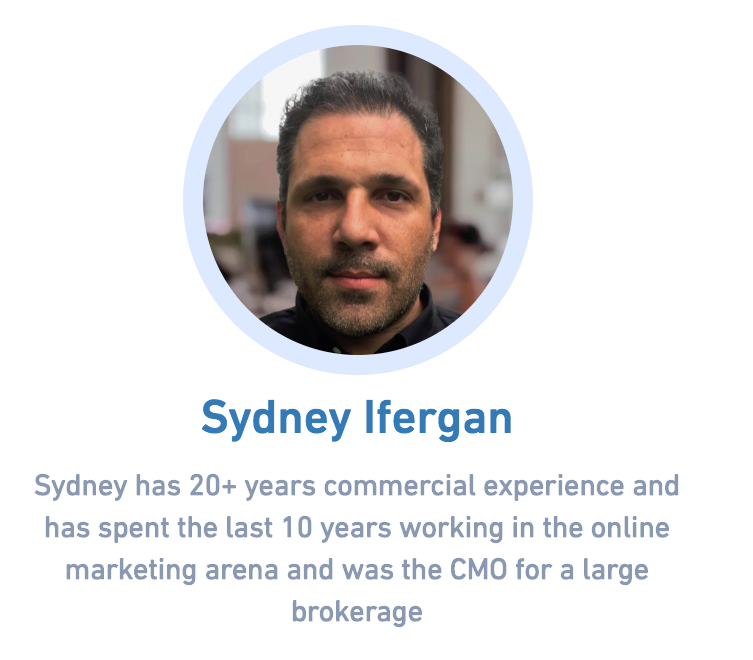 Sydney Ifergan
Sydney has 20+ years commercial experience and
has spent the last 10 years working in the online
marketing arena and was the CMO for a large
brokerage